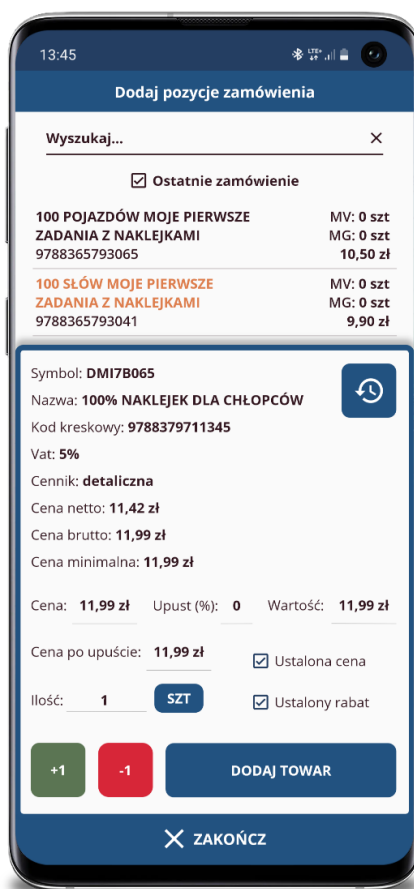 13:45
LTE+
Dodaj pozycje zamówienia
Wyszukaj...
Ostatnie zamówienie
100 POJAZDÓW MOJE PIERWSZE MV: 0 szt
ZADANIA Z NAKLEJKAMI MG: 0 szt
9788365793065 10,50 zł
100 SŁÓW MOJE PIERWSZE MV: 0 szt
ZADANIA Z NAKLEJKAMI MG: 0 szt
9788365793041 9,90 zł
Symbol: DMI7B065
Nazwa: 100% NAKLEJEK DLA CHŁOPCÓW
Kod kreskowy: 9788379711345
Vat: 5%
Cennik: detaliczna
Cena netto: 11,42 zł
Cena brutto: 11,99 zł
Cena minimalna: 11,99 zł
Cena: 11,99 zł Upust (%): 0 Wartość: 11,99 zł
Cena po upuście: 11,99 zł Ustalona cena
Ilość: 1 SZT Ustalony rabat
+1 -1 DODAJ TOWAR
ZAKOŃCZ